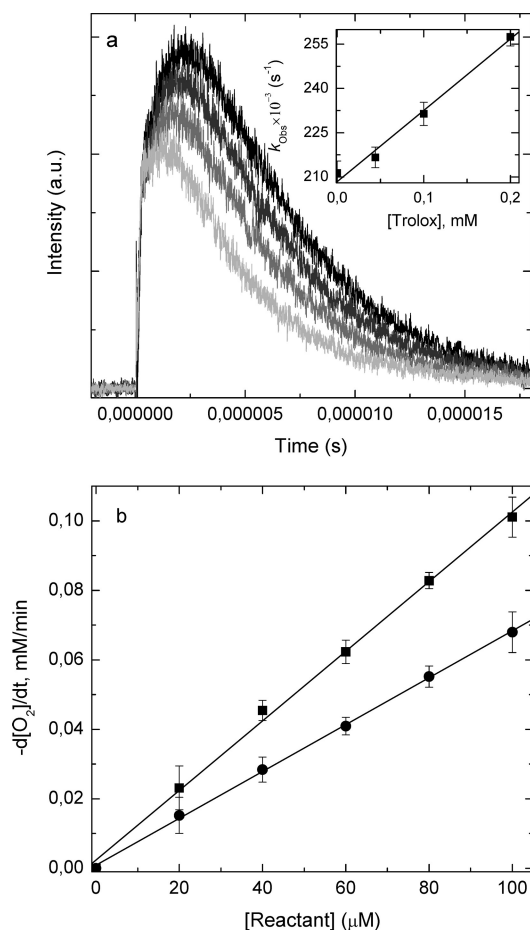 a
Intensity (a.u.)
0,000000
0,000005
0,000010
0,000015
Time (s)
k_Obs×10⁻³ (s⁻¹)
255
240
225
210
0,0
0,1
0,2
[Trolox], mM
b
-d[O₂]/dt, mM/min
0,10
0,08
0,06
0,04
0,02
0,00
0
20
40
60
80
100
[Reactant] (μM)